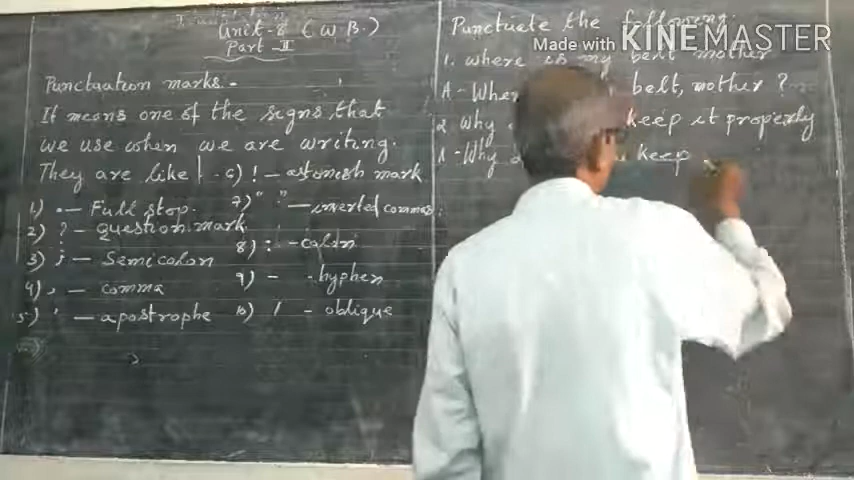 Unit-8 (W.B.)
Part-II
Punctuation marks.-
It means one of the signs that
we use when we are writing.
They are like
1) . - Full stop.
2) ? - question mark
3) ; - Semicolon
4) , - comma
5) ' - apostrophe
6) ! - astonish mark
7) " " - inverted commas
8) : - colon
9) - - hyphen
10) / - oblique
Punctuate the following:
1. where is my belt mother
A - Where belt, mother ?
2 why keep it properly
A - Why keep
Made with KINEMASTER